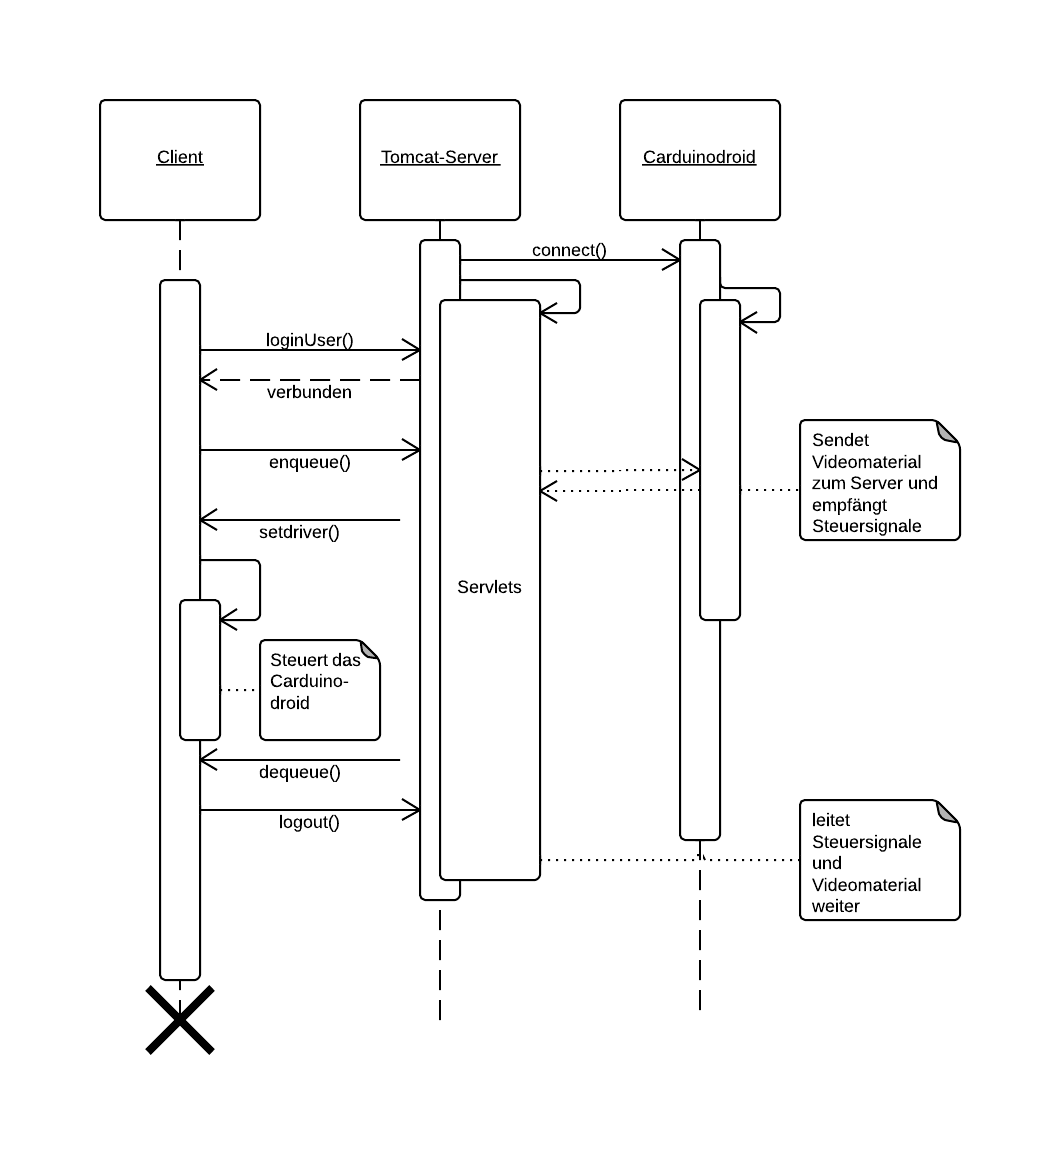 Client
Tomcat-Server
Carduinodroid
connect()
loginUser()
verbunden
enqueue()
Sendet
Videomaterial
zum Server und
empfängt
Steuersignale
setdriver()
Servlets
Steuert das
Carduino-
droid
dequeue()
logout()
leitet
Steuersignale
und
Videomaterial
weiter